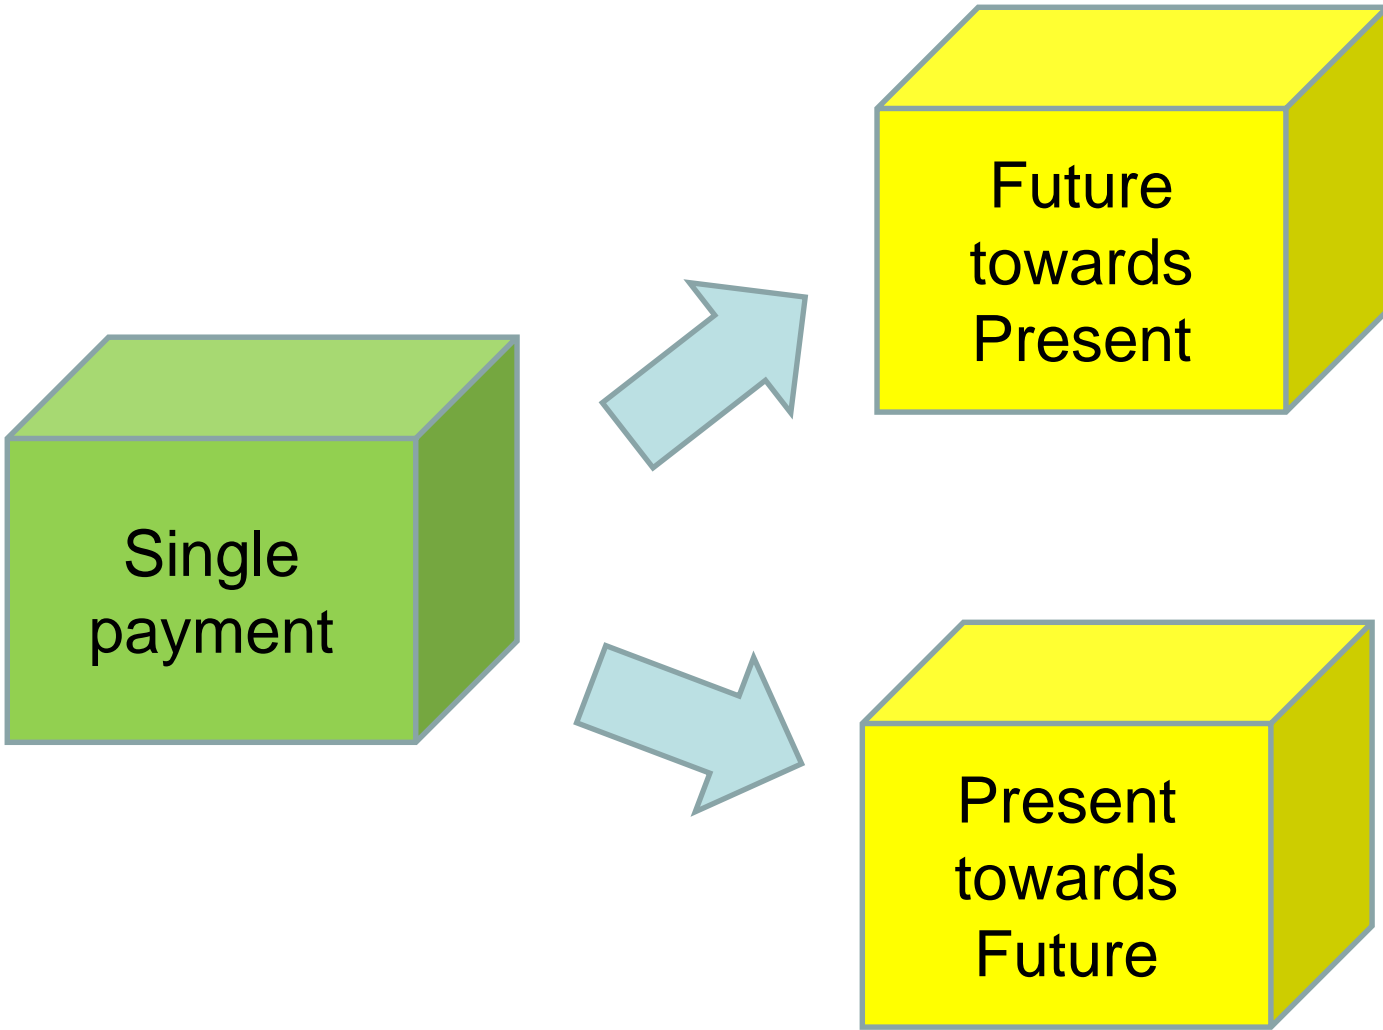 Single
payment
Future
towards
Present
Present
towards
Future